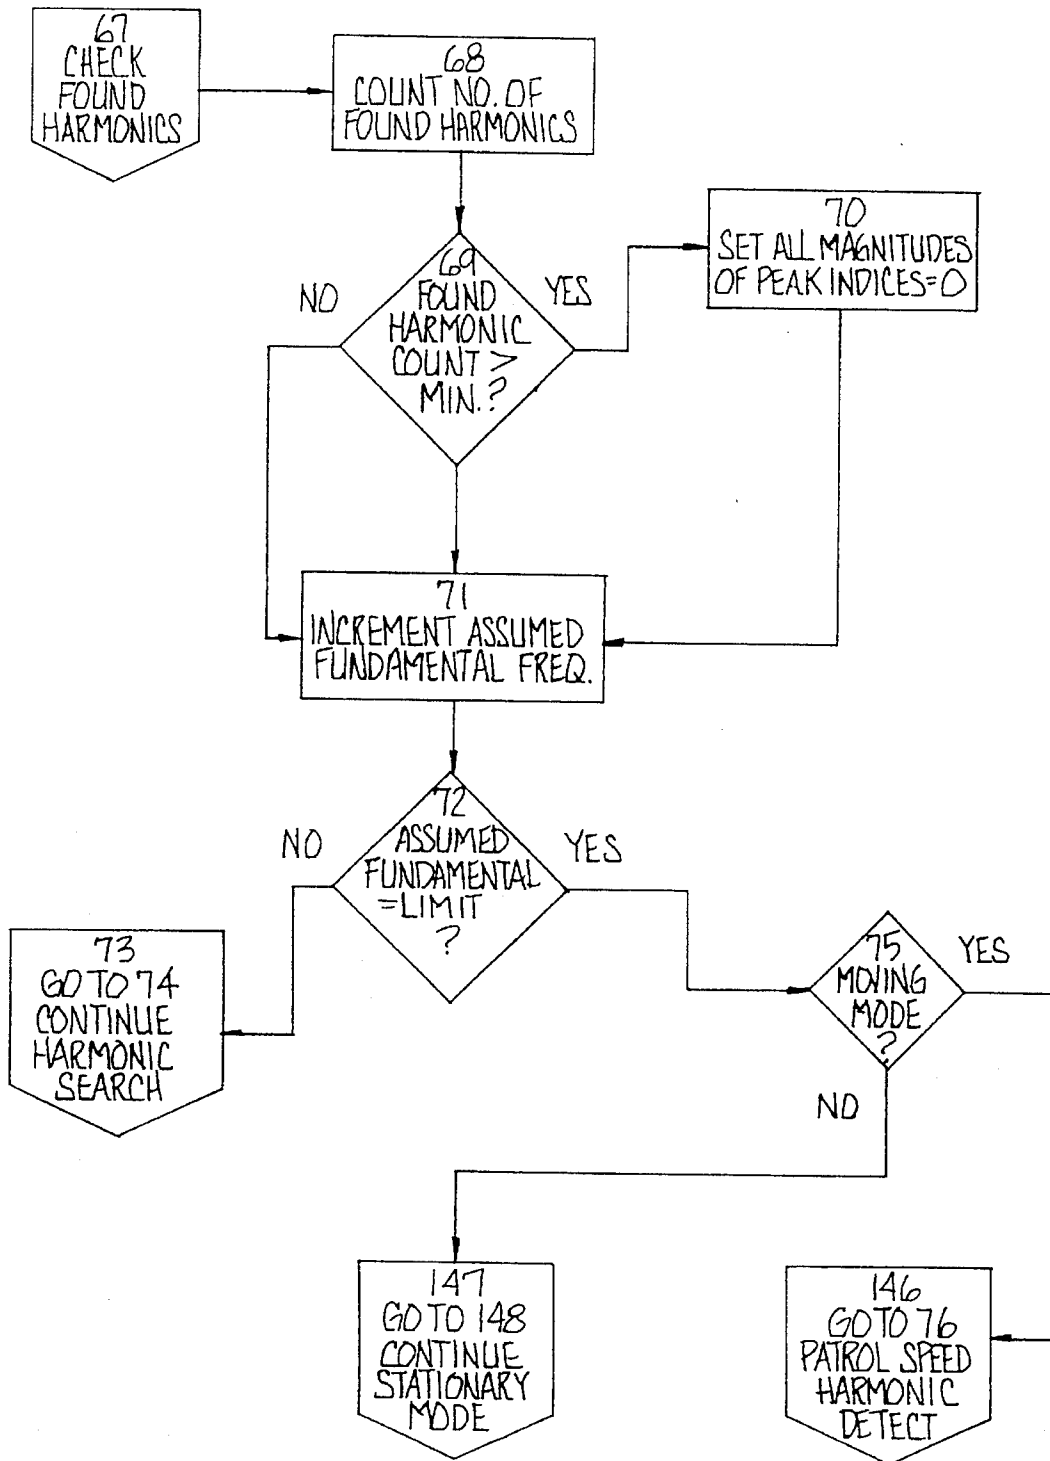 67
CHECK
FOUND
HARMONICS
68
COUNT NO. OF
FOUND HARMONICS
69
FOUND
HARMONIC
COUNT >
MIN.?
NO
YES
70
SET ALL MAGNITUDES
OF PEAK INDICES=0
71
INCREMENT ASSUMED
FUNDAMENTAL FREQ.
72
ASSUMED
FUNDAMENTAL
=LIMIT
?
NO
YES
73
GO TO 74
CONTINUE
HARMONIC
SEARCH
75
MOVING
MODE
?
YES
NO
147
GO TO 148
CONTINUE
STATIONARY
MODE
146
GO TO 76
PATROL SPEED
HARMONIC
DETECT